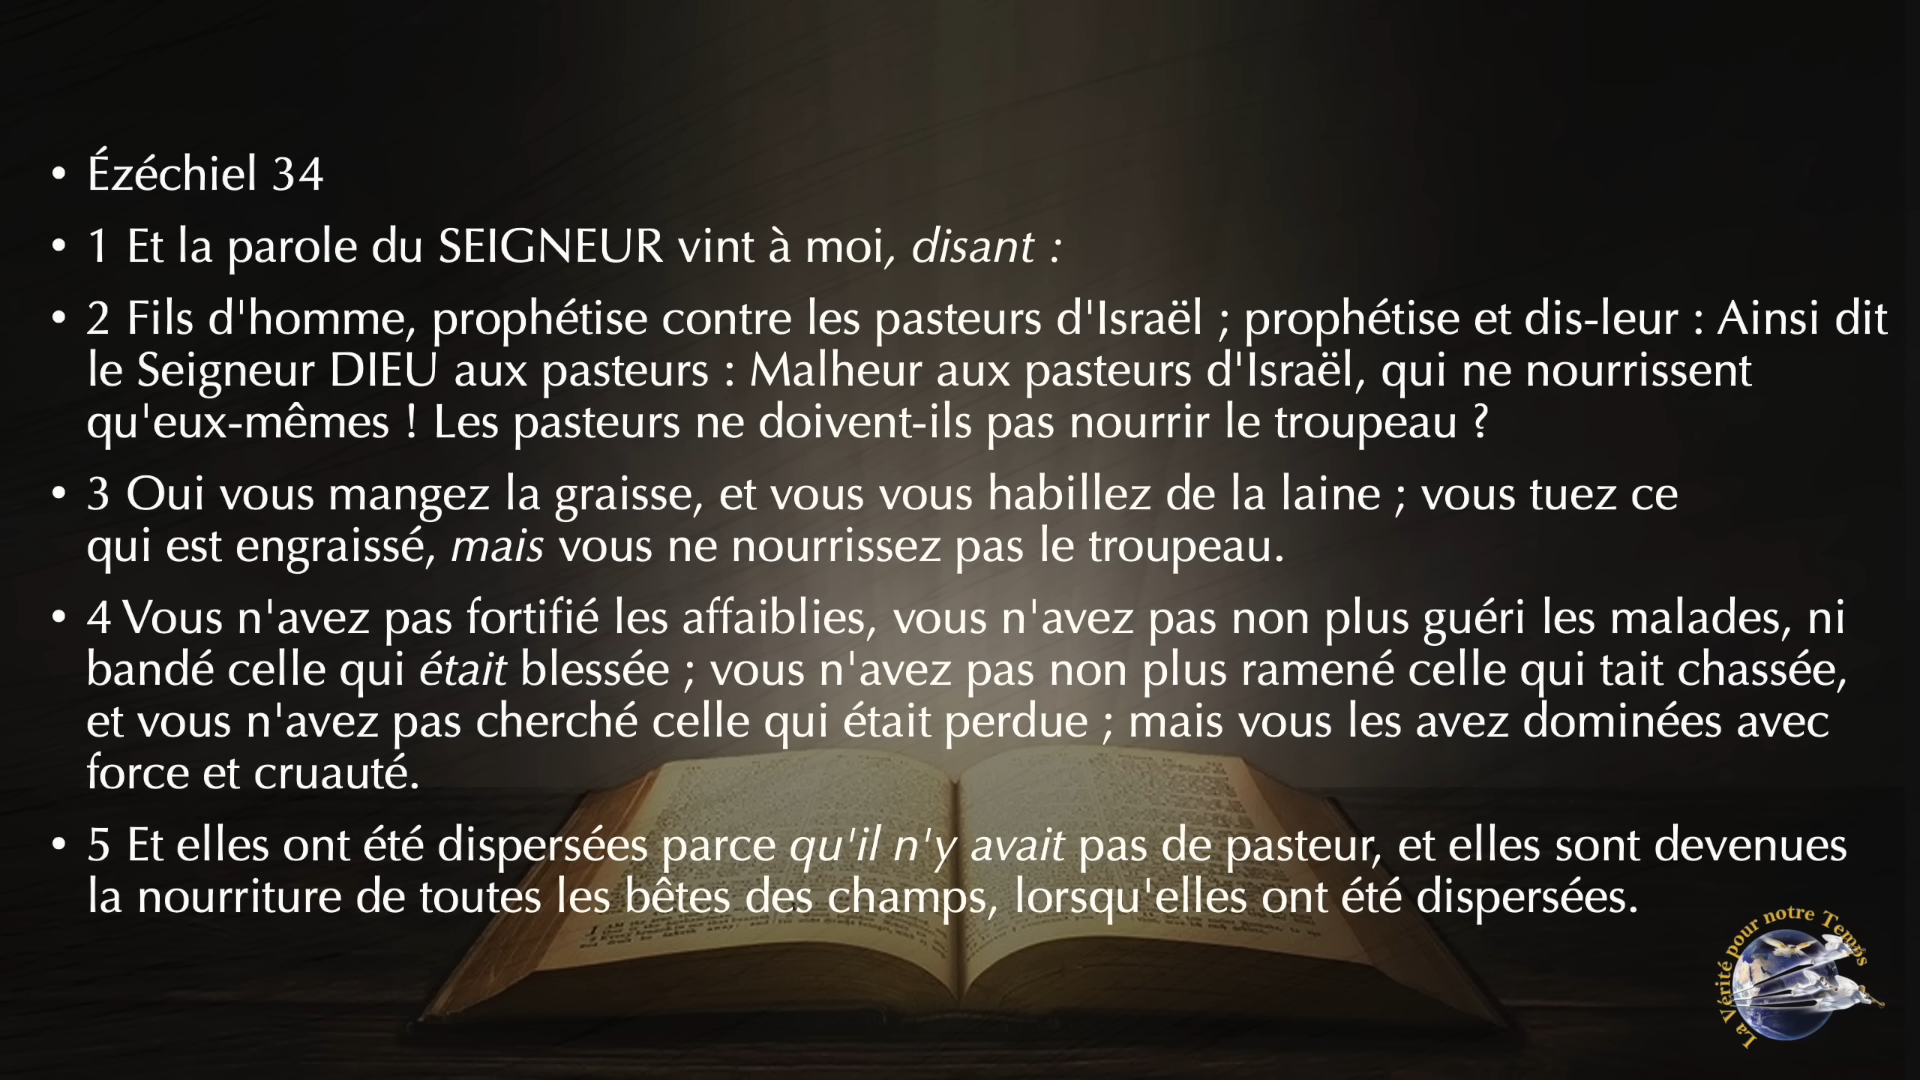 • Ézéchiel 34
• 1 Et la parole du SEIGNEUR vint à moi, disant :
• 2 Fils d'homme, prophétise contre les pasteurs d'Israël ; prophétise et dis-leur : Ainsi dit
le Seigneur DIEU aux pasteurs : Malheur aux pasteurs d'Israël, qui ne nourrissent
qu'eux-mêmes ! Les pasteurs ne doivent-ils pas nourrir le troupeau ?
• 3 Oui vous mangez la graisse, et vous vous habillez de la laine ; vous tuez ce
qui est engraissé, mais vous ne nourrissez pas le troupeau.
• 4 Vous n'avez pas fortifié les affaiblies, vous n'avez pas non plus guéri les malades, ni
bandé celle qui était blessée ; vous n'avez pas non plus ramené celle qui tait chassée,
et vous n'avez pas cherché celle qui était perdue ; mais vous les avez dominées avec
force et cruauté.
• 5 Et elles ont été dispersées parce qu'il n'y avait pas de pasteur, et elles sont devenues
la nourriture de toutes les bêtes des champs, lorsqu'elles ont été dispersées.
La Vérité pour notre Temps